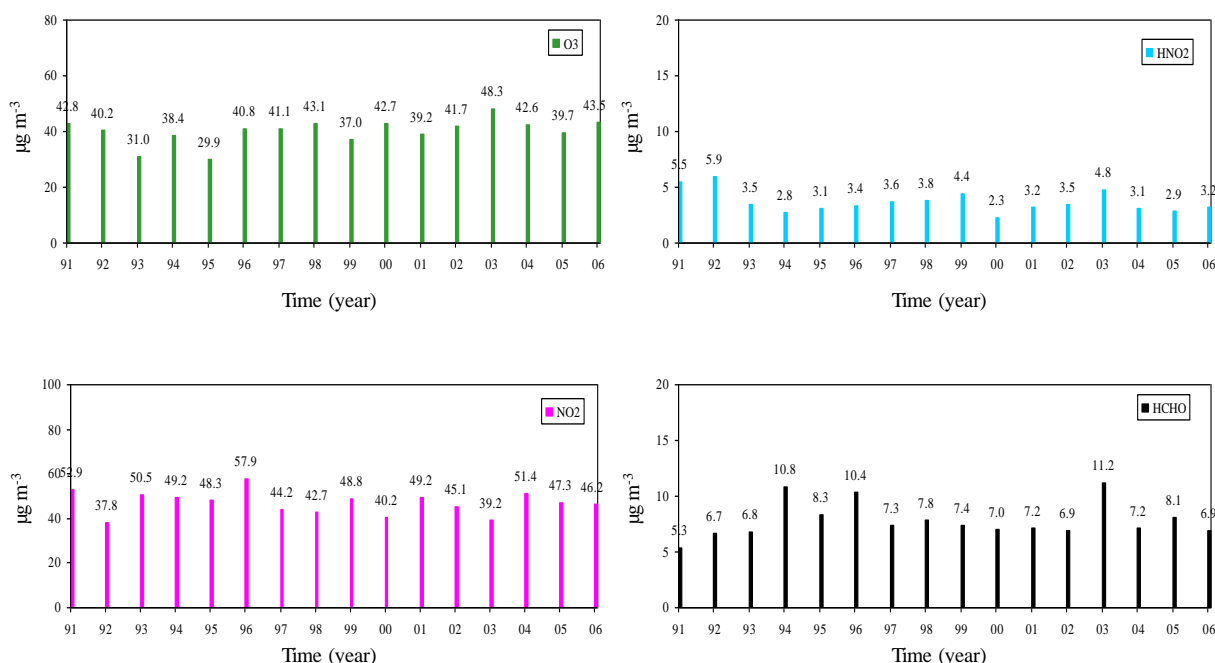 80
60
40
20
0
µg m-3
O3
42.8 40.2 31.0 38.4 29.9 40.8 41.1 43.1 37.0 42.7 39.2 41.7 48.3 42.6 39.7 43.5
91 92 93 94 95 96 97 98 99 00 01 02 03 04 05 06
Time (year)
20
15
10
5
0
µg m-3
HNO2
5.5 5.9 3.5 2.8 3.1 3.4 3.6 3.8 4.4 2.3 3.2 3.5 4.8 3.1 2.9 3.2
91 92 93 94 95 96 97 98 99 00 01 02 03 04 05 06
Time (year)
100
80
60
40
20
0
µg m-3
NO2
52.9 37.8 50.5 49.2 48.3 57.9 44.2 42.7 48.8 40.2 49.2 45.1 39.2 51.4 47.3 46.2
91 92 93 94 95 96 97 98 99 00 01 02 03 04 05 06
Time (year)
20
15
10
5
0
µg m-3
HCHO
5.3 6.7 6.8 10.8 8.3 10.4 7.3 7.8 7.4 7.0 7.2 6.9 11.2 7.2 8.1 6.9
91 92 93 94 95 96 97 98 99 00 01 02 03 04 05 06
Time (year)